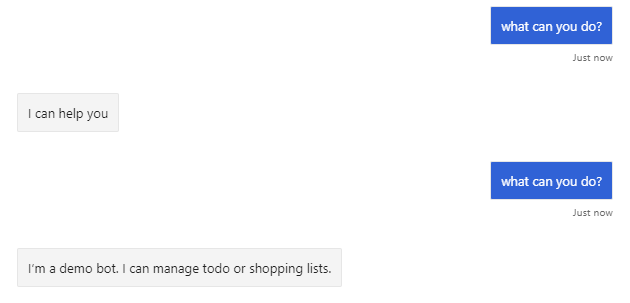 what can you do?
Just now
I can help you
what can you do?
Just now
I'm a demo bot. I can manage todo or shopping lists.